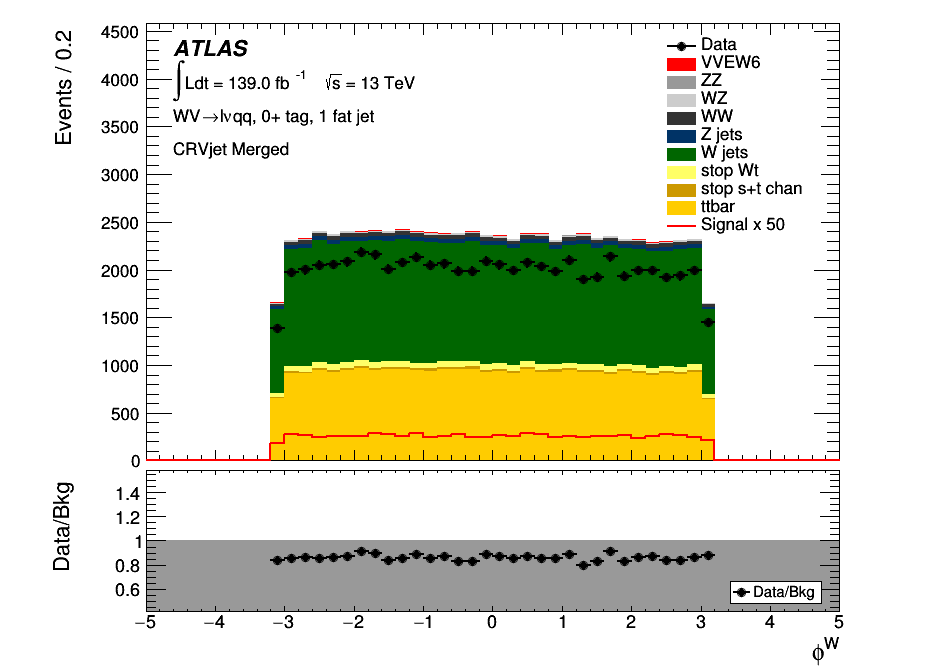 Events / 0.2
4500
4000
3500
3000
2500
2000
1500
1000
500
0
ATLAS
∫Ldt = 139.0 fb⁻¹ √s = 13 TeV
WV→lνqq, 0+ tag, 1 fat jet
CRVjet Merged
Data
VVEW6
ZZ
WZ
WW
Z jets
W jets
stop Wt
stop s+t chan
ttbar
Signal x 50
Data/Bkg
1.4
1.2
1
0.8
0.6
Data/Bkg
−5 −4 −3 −2 −1 0 1 2 3 4 5
ϕᵂ